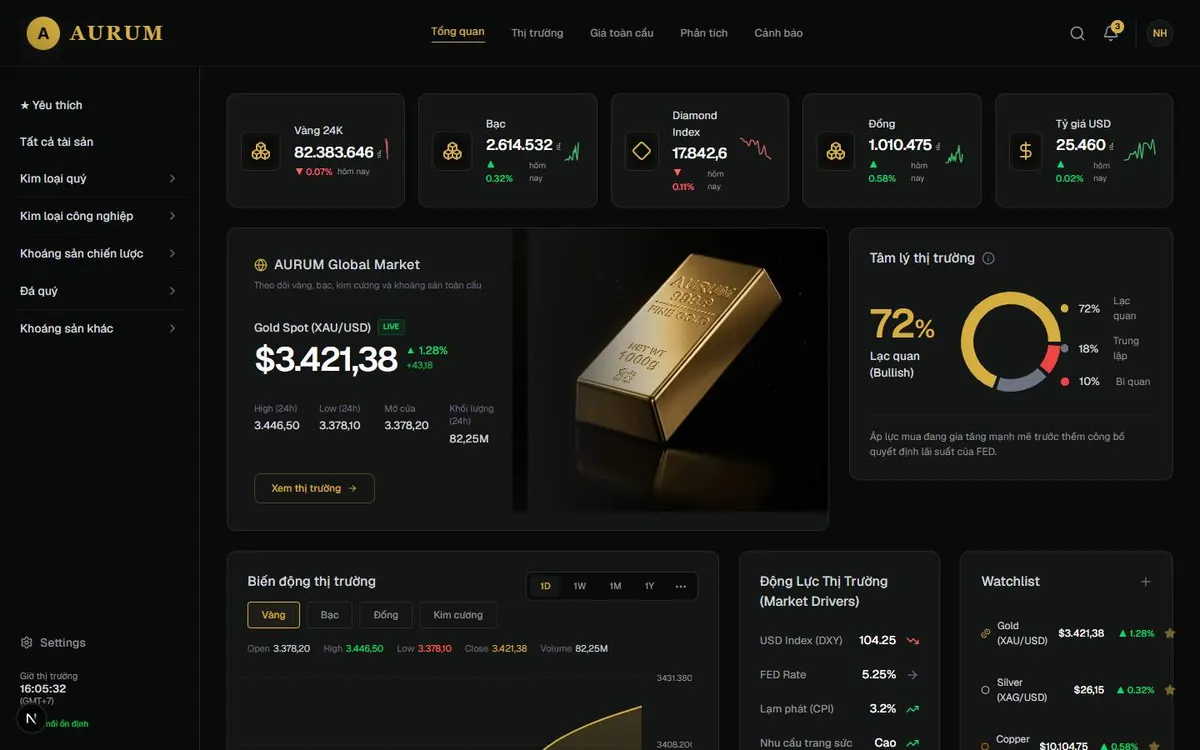 A AURUM
Tổng quan
Thị trường
Giá toàn cầu
Phân tích
Cảnh báo
3
NH
★ Yêu thích
Tất cả tài sản
Kim loại quý
Kim loại công nghiệp
Khoáng sản chiến lược
Đá quý
Khoáng sản khác
Settings
Giờ thị trường
16:05:32
(GMT+7)
N
nối ổn định
Vàng 24K
82.383.646 ₫
▼ 0.07% hôm nay
Bạc
2.614.532 ₫
▲ hôm
0.32% nay
Diamond
Index
17.842,6
▼ hôm
0.11% nay
Đồng
1.010.475 ₫
▲ hôm
0.58% nay
Tỷ giá USD
25.460 ₫
▲ hôm
0.02% nay
AURUM Global Market
Theo dõi vàng, bạc, kim cương và khoáng sản toàn cầu
Gold Spot (XAU/USD) LIVE
$3.421,38 ▲ 1.28%
+43,18
High (24h)
3.446,50
Low (24h)
3.378,10
Mở cửa
3.378,20
Khối lượng
(24h)
82,25M
Xem thị trường →
AURUM
999.9
FINE GOLD
NET WT
1000g
Tâm lý thị trường
72%
Lạc quan
(Bullish)
72% Lạc
quan
18% Trung
lập
10% Bi quan
Áp lực mua đang gia tăng mạnh mẽ trước thềm công bố
quyết định lãi suất của FED.
Biến động thị trường
1D 1W 1M 1Y ···
Vàng Bạc Đồng Kim cương
Open 3.378,20 High 3.446,50 Low 3.378,10 Close 3.421,38 Volume 82,25M
3431.380
3408.200
Động Lực Thị Trường
(Market Drivers)
USD Index (DXY) 104.25
FED Rate 5.25% →
Lạm phát (CPI) 3.2%
Nhu cầu trang sức Cao
Watchlist +
Gold
(XAU/USD) $3.421,38 ▲ 1.28% ★
Silver
(XAG/USD) $26,15 ▲ 0.32% ★
Copper
$10.104,75 ▲ 0.58% ★